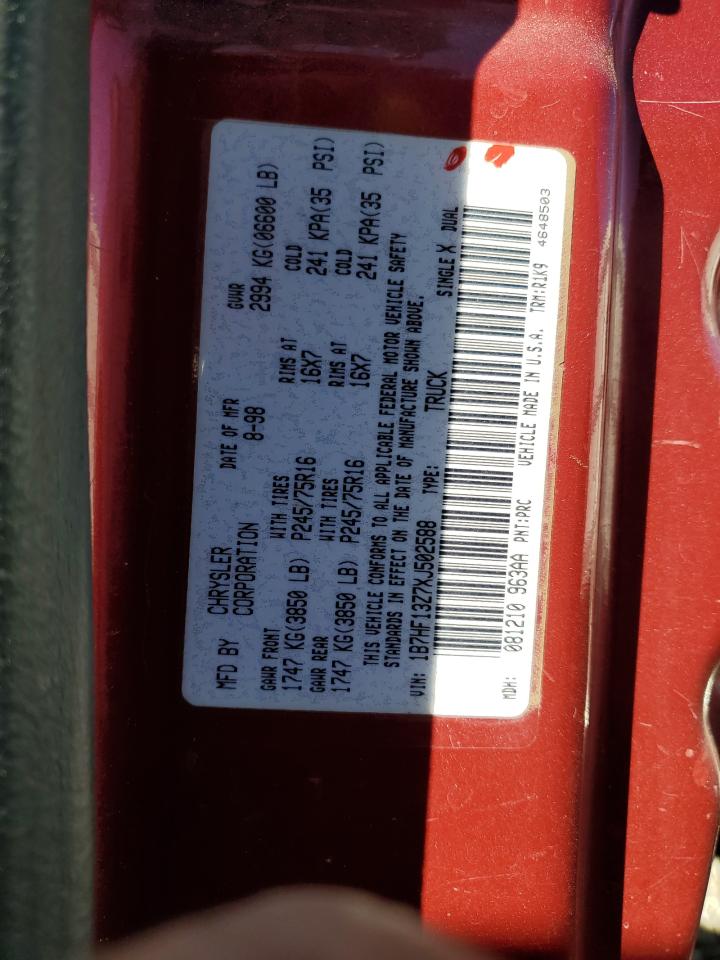 MFD BY CHRYSLER CORPORATION DATE OF MFR 8-98 GVWR 2994 KG(06600 LB)
GAWR FRONT WITH TIRES RIMS AT COLD
1747 KG(3850 LB) P245/75R16 16X7 241 KPA(35 PSI)
GAWR REAR WITH TIRES RIMS AT COLD
1747 KG(3850 LB) P245/75R16 16X7 241 KPA(35 PSI)
THIS VEHICLE CONFORMS TO ALL APPLICABLE FEDERAL MOTOR VEHICLE SAFETY
STANDARDS IN EFFECT ON THE DATE OF MANUFACTURE SHOWN ABOVE.
VIN: 1B7HF13Z7XJ502588 TYPE: TRUCK SINGLE X DUAL
MDH: 081210 963AA PNT:PRC VEHICLE MADE IN U.S.A. TRM:R1K9 4648503